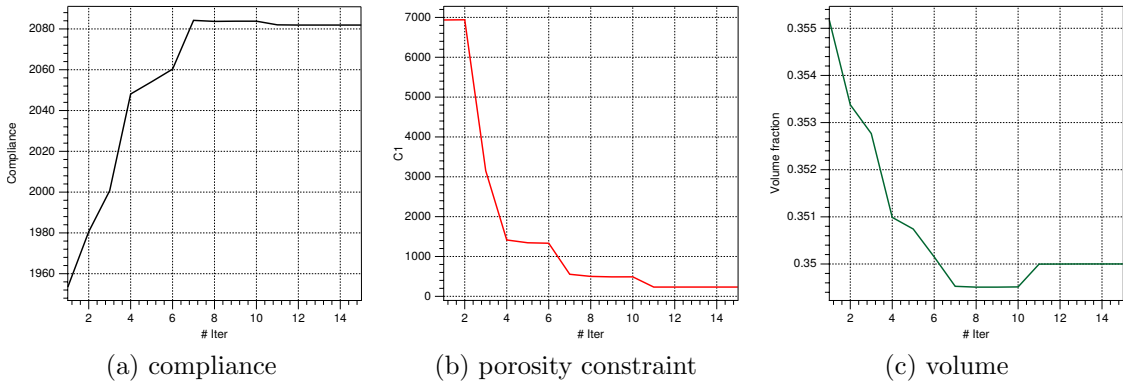 2080
2060
2040
2020
2000
1980
1960
Compliance
2 4 6 8 10 12 14
# Iter
(a) compliance
7000
6000
5000
4000
3000
2000
1000
0
C1
2 4 6 8 10 12 14
# Iter
(b) porosity constraint
0.355
0.354
0.353
0.352
0.351
0.35
Volume fraction
2 4 6 8 10 12 14
# Iter
(c) volume